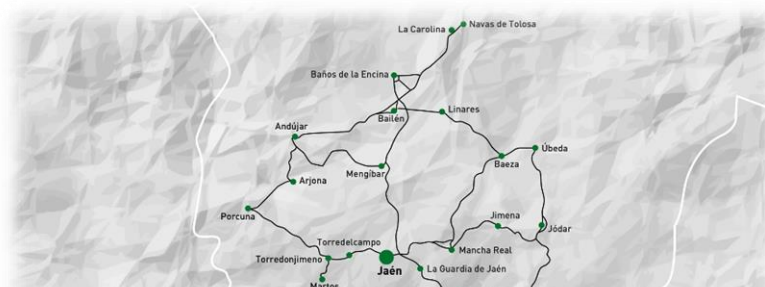 Navas de Tolosa
La Carolina
Baños de la Encina
Linares
Bailén
Andújar
Úbeda
Baeza
Mengíbar
Arjona
Porcuna
Jimena
Jódar
Torredelcampo
Mancha Real
Torredonjimeno
Jaén
La Guardia de Jaén
Martos